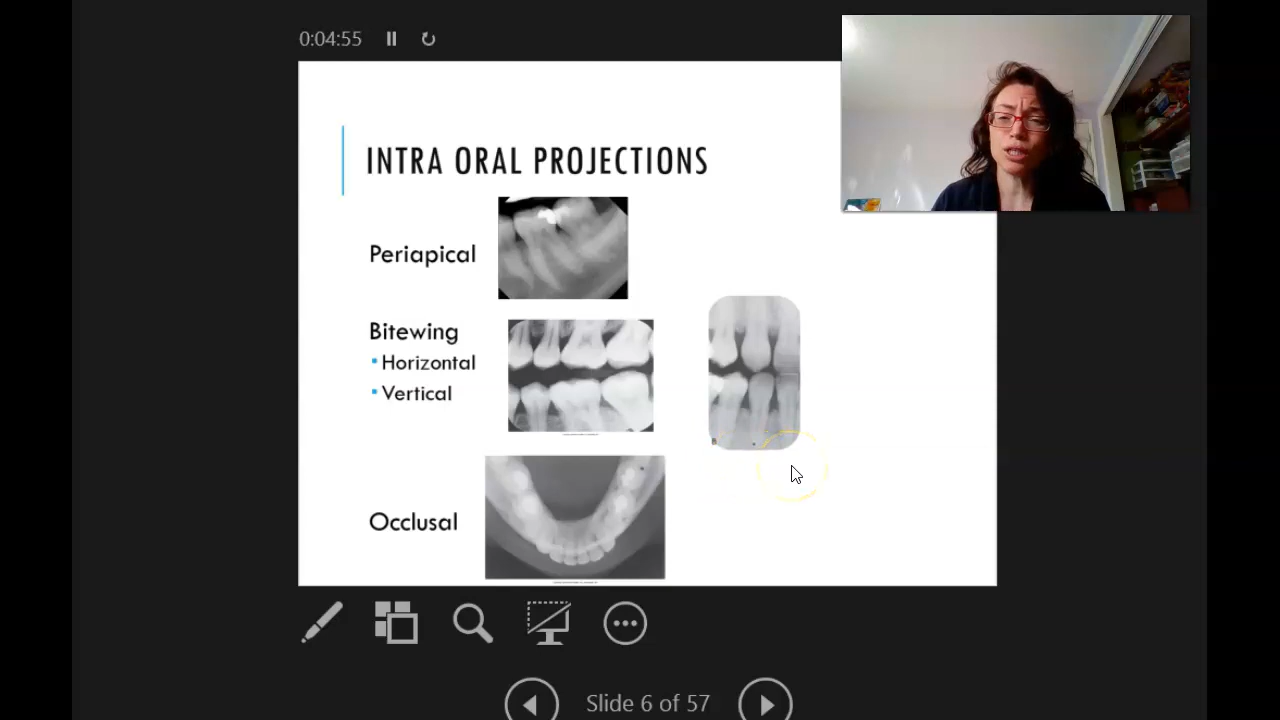 0:04:55
INTRA ORAL PROJECTIONS
Periapical
Bitewing
Horizontal
Vertical
Occlusal
Slide 6 of 57